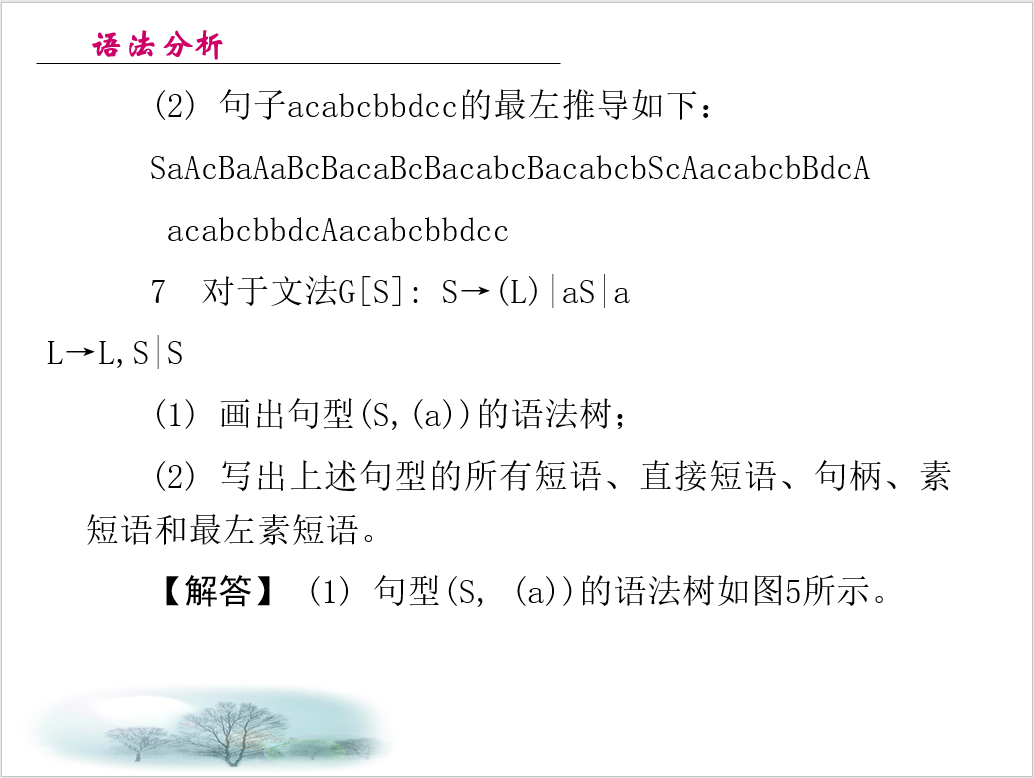 语法分析
(2) 句子acabcbbdcc的最左推导如下：
SaAcBaAaBcBacaBcBacabcBacabcbScAacabcbBdcA
acabcbbdcAacabcbbdcc
7 对于文法G[S]: S→(L)|aS|a
L→L,S|S
(1) 画出句型(S,(a))的语法树；
(2) 写出上述句型的所有短语、直接短语、句柄、素
短语和最左素短语。
【解答】 (1) 句型(S, (a))的语法树如图5所示。